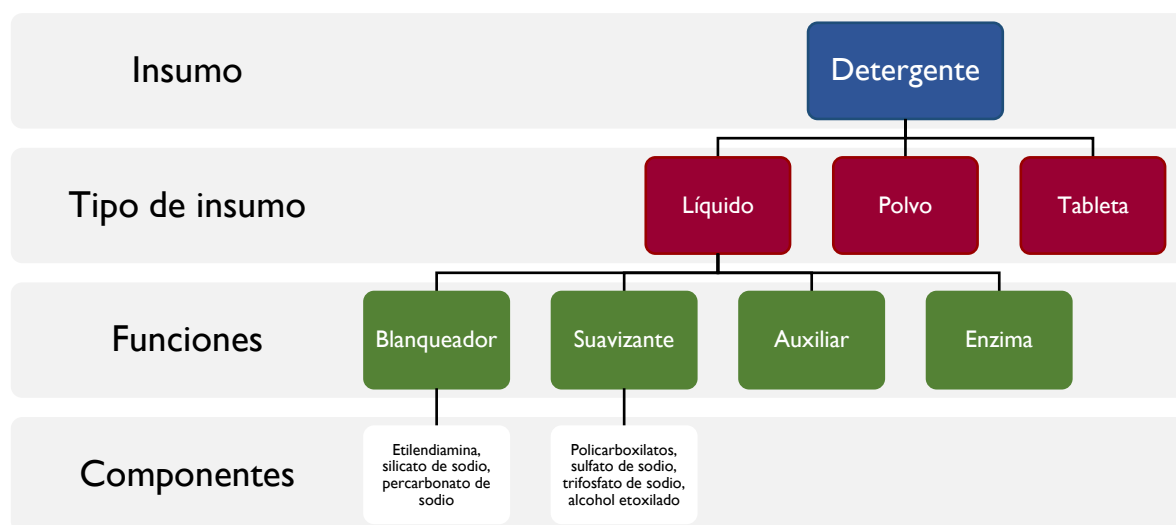 Insumo
Detergente
Tipo de insumo
Líquido
Polvo
Tableta
Funciones
Blanqueador
Suavizante
Auxiliar
Enzima
Componentes
Etilendiamina,
silicato de sodio,
percarbonato de
sodio
Policarboxilatos,
sulfato de sodio,
trifosfato de sodio,
alcohol etoxilado